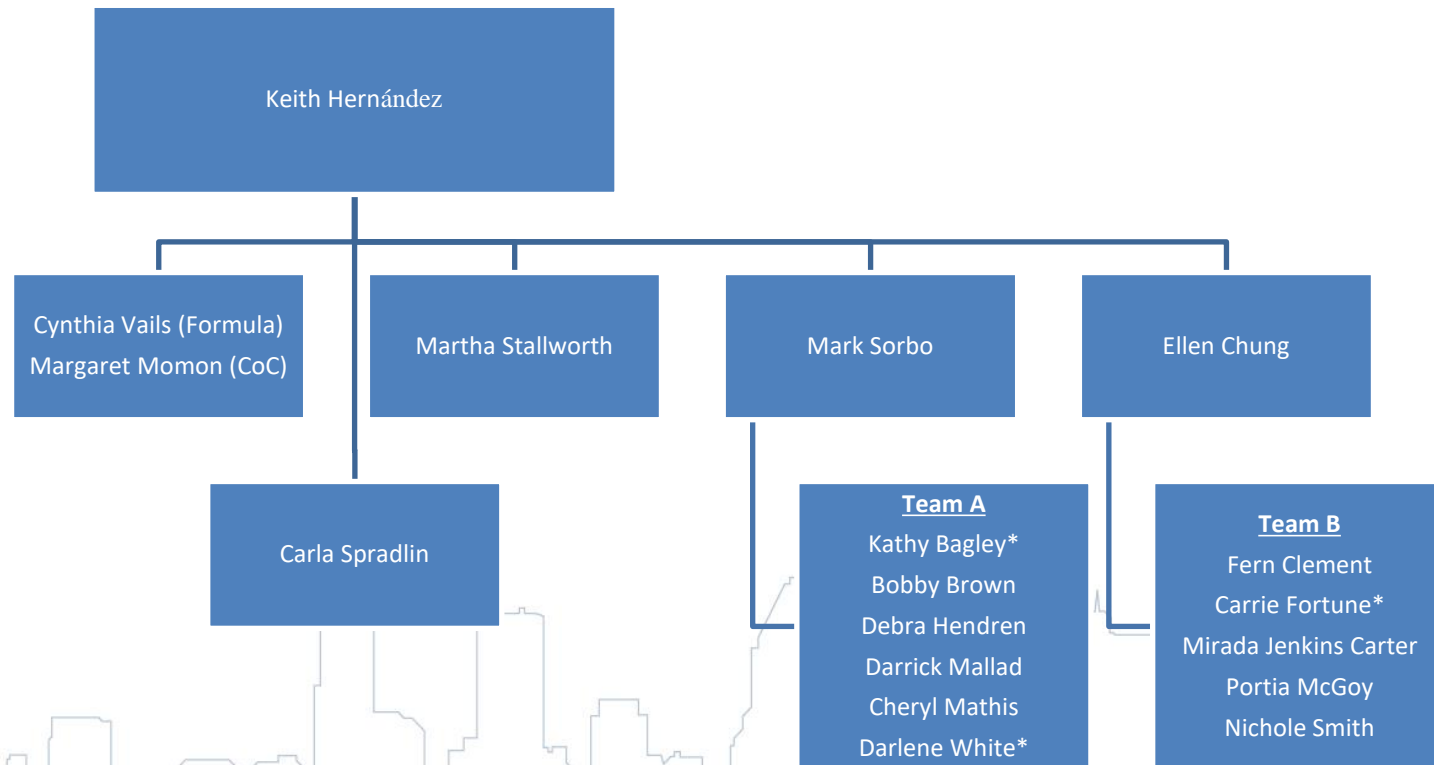 Keith Hernández
Cynthia Vails (Formula)
Margaret Momon (CoC)
Martha Stallworth
Mark Sorbo
Ellen Chung
Carla Spradlin
Team A
Kathy Bagley*
Bobby Brown
Debra Hendren
Darrick Mallad
Cheryl Mathis
Darlene White*
Team B
Fern Clement
Carrie Fortune*
Mirada Jenkins Carter
Portia McGoy
Nichole Smith